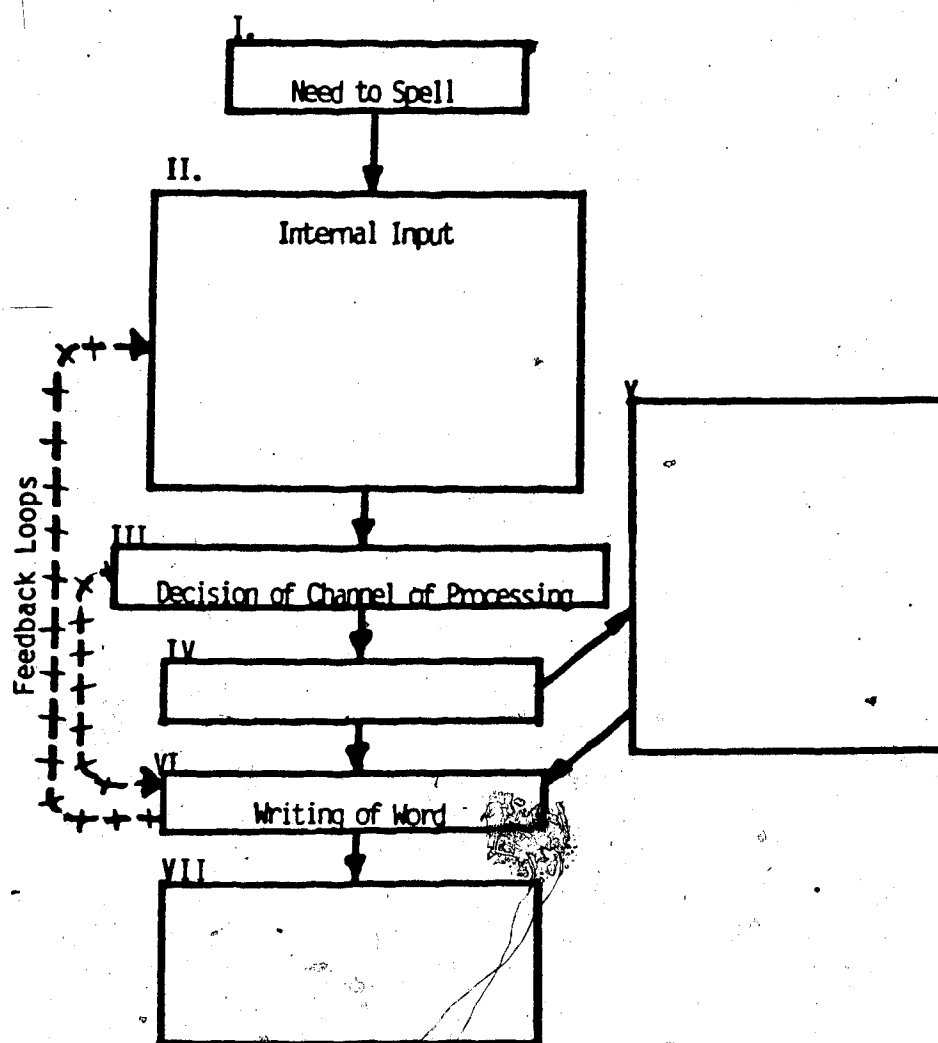 I.
Need to Spell
II.
Internal Input
V
III
Decision of Channel of Processing
Feedback Loops
IV
VI
Writing of Word
VII